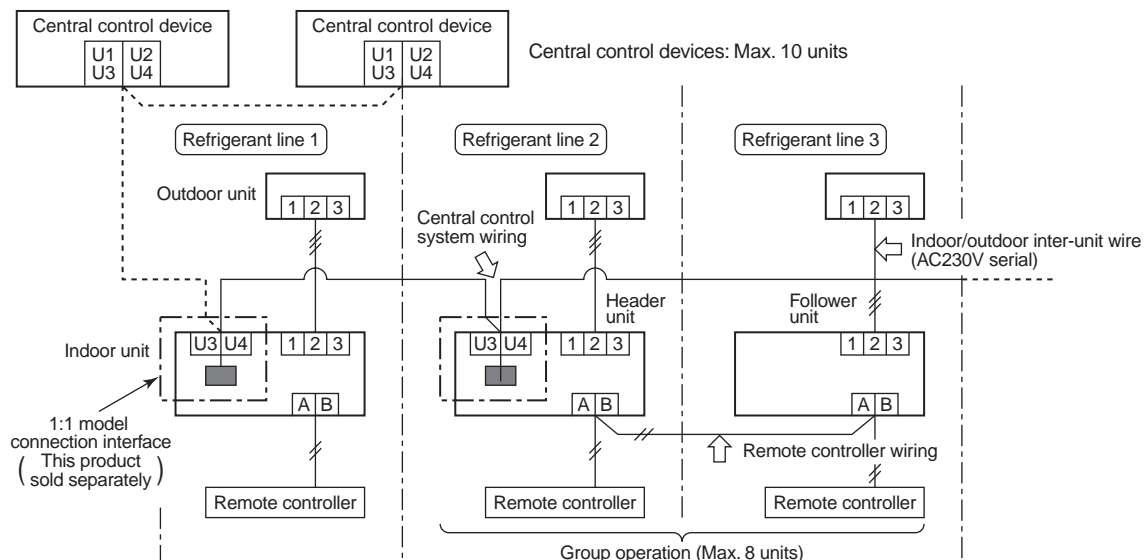 Central control device
U1 U2
U3 U4
Central control device
U1 U2
U3 U4
Central control devices: Max. 10 units
Refrigerant line 1
Refrigerant line 2
Refrigerant line 3
Outdoor unit
1 2 3
1 2 3
1 2 3
Central control
system wiring
Indoor/outdoor inter-unit wire
(AC230V serial)
Header
unit
Follower
unit
Indoor unit
U3 U4
1 2 3
U3 U4
1 2 3
1 2 3
A B
A B
A B
1:1 model
connection interface
( This product
sold separately )
Remote controller wiring
Remote controller
Remote controller
Remote controller
Group operation (Max. 8 units)